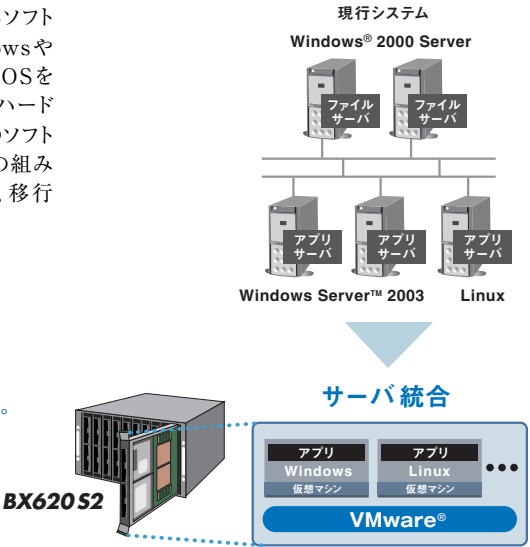 ソフト
owsや
OSを
ハード
ソフト
の組み
移行
。
現行システム
Windows® 2000 Server
ファイル
サーバ
ファイル
サーバ
アプリ
サーバ
アプリ
サーバ
アプリ
サーバ
Windows Server™ 2003
Linux
サーバ統合
BX620 S2
アプリ
Windows
仮想マシン
アプリ
Linux
仮想マシン
•••
VMware®